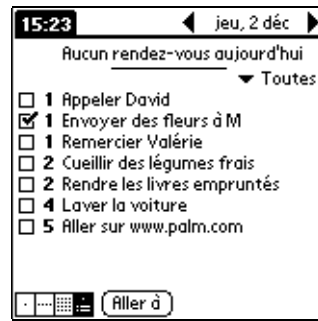 15:23 jeu, 2 déc
Aucun rendez-vous aujourd'hui
Toutes
1 Appeler David
1 Envoyer des fleurs à M
1 Remercier Valérie
2 Cueillir des légumes frais
2 Rendre les livres empruntés
4 Laver la voiture
5 Aller sur www.palm.com
Aller à